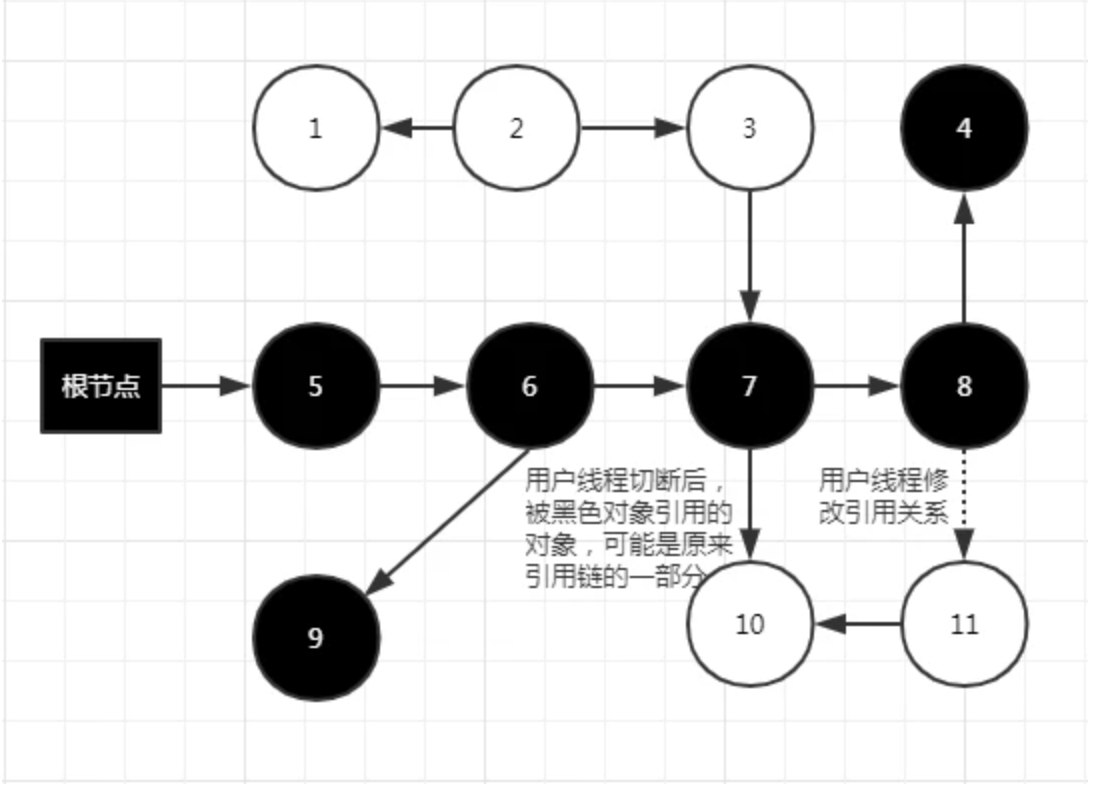 1
2
3
4
根节点
5
6
7
8
用户线程切断后，
被黑色对象引用的
对象，可能是原来
引用链的一部分
用户线程修
改引用关系
9
10
11